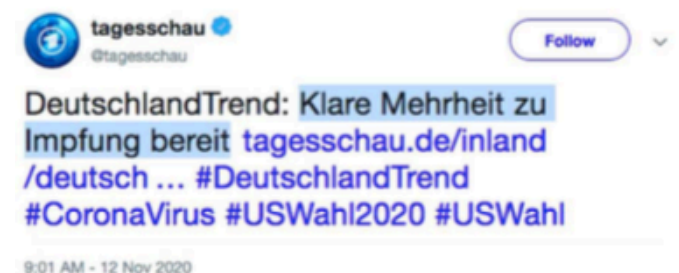 tagesschau
@tagesschau
Follow
DeutschlandTrend: Klare Mehrheit zu
Impfung bereit tagesschau.de/inland
/deutsch ... #DeutschlandTrend
#CoronaVirus #USWahl2020 #USWahl
9:01 AM - 12 Nov 2020